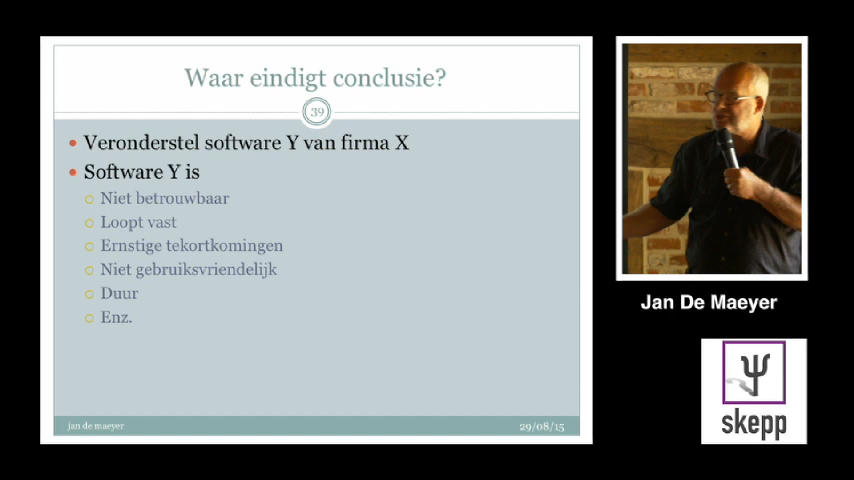 Waar eindigt conclusie?
39
Veronderstel software Y van firma X
Software Y is
Niet betrouwbaar
Loopt vast
Ernstige tekortkomingen
Niet gebruiksvriendelijk
Duur
Enz.
jan de maeyer
29/08/15
Jan De Maeyer
skepp